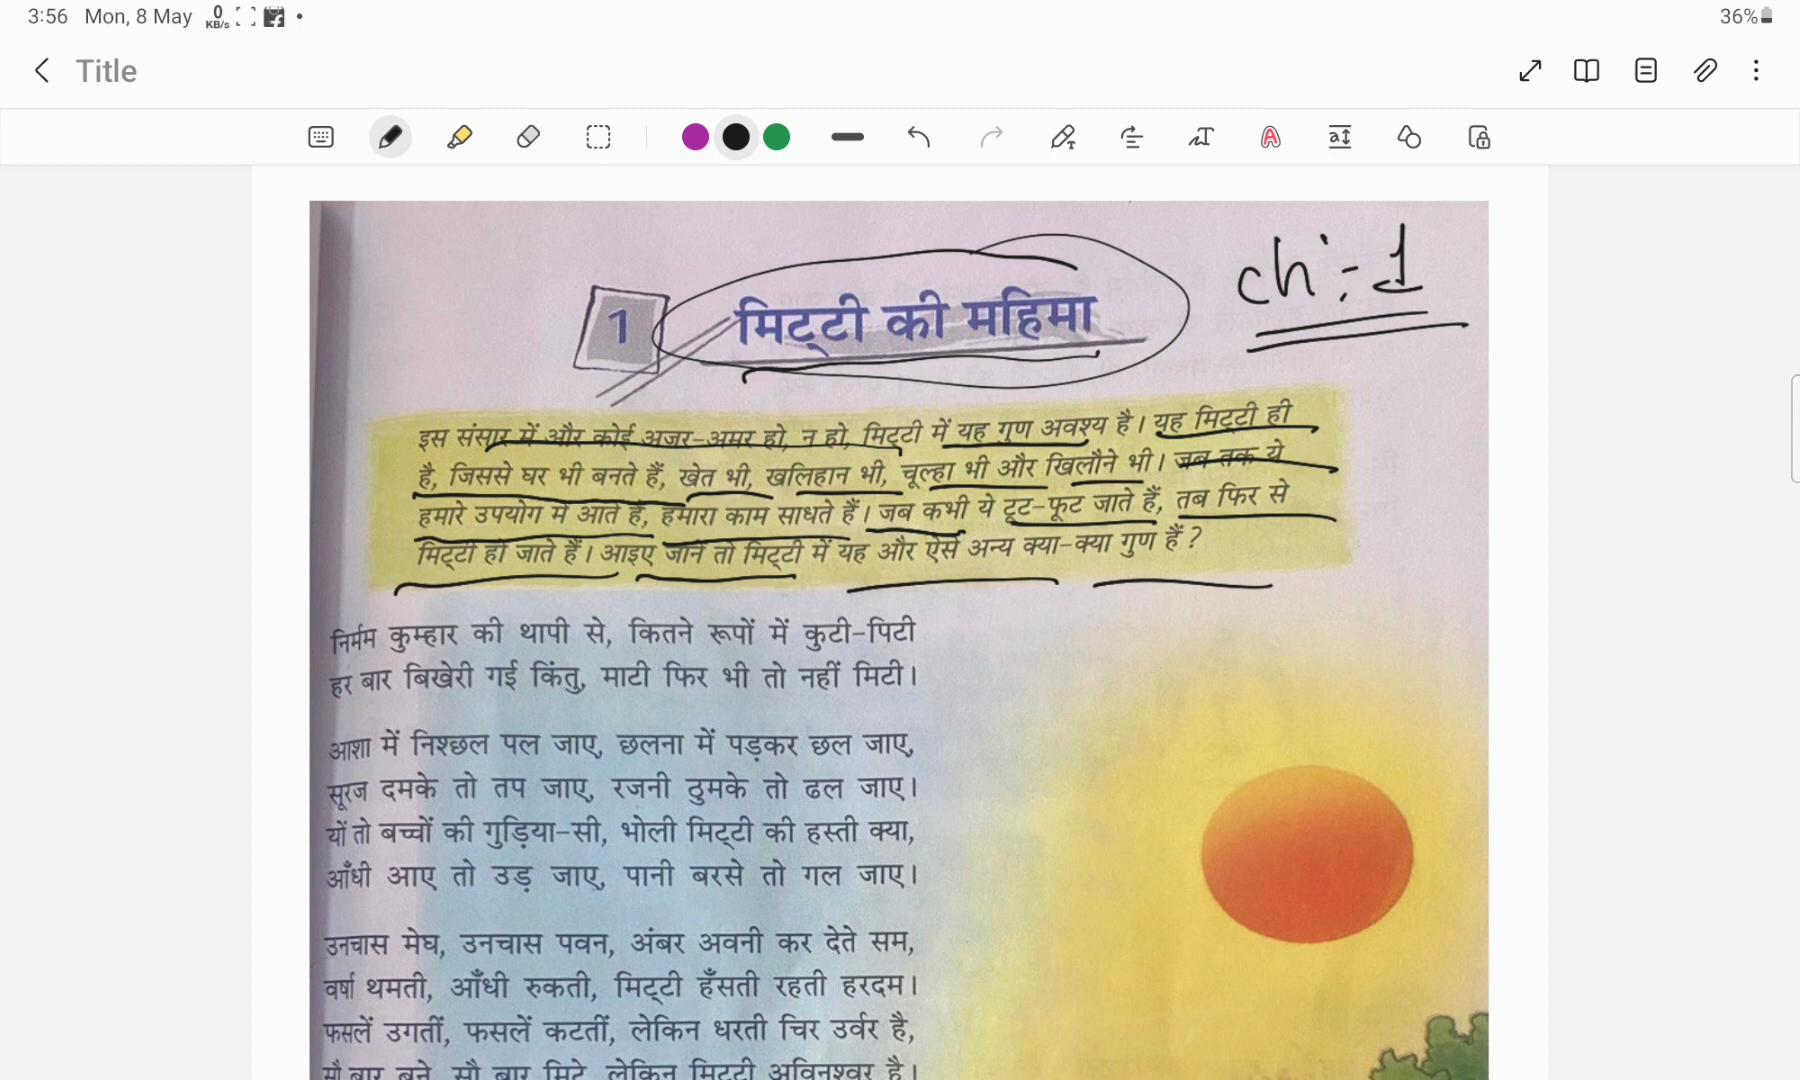 3:56 Mon, 8 May 0 KB/s 36%
Title
ch :- 1
1 मिट्टी की महिमा
इस संसार में और कोई अजर-अमर हो, न हो, मिट्टी में यह गुण अवश्य है। यह मिट्टी ही
है, जिससे घर भी बनते हैं, खेत भी, खलिहान भी, चूल्हा भी और खिलौने भी। जब तक ये
हमारे उपयोग में आते हैं, हमारा काम साधते हैं। जब कभी ये टूट-फूट जाते हैं, तब फिर से
मिट्टी हो जाते हैं। आइए जानें तो मिट्टी में यह और ऐसे अन्य क्या-क्या गुण हैं?
निर्मम कुम्हार की थापी से, कितने रूपों में कुटी-पिटी
हर बार बिखेरी गई किंतु, माटी फिर भी तो नहीं मिटी।
आशा में निश्छल पल जाए, छलना में पड़कर छल जाए,
सूरज दमके तो तप जाए, रजनी ठुमके तो ढल जाए।
यों तो बच्चों की गुड़िया-सी, भोली मिट्टी की हस्ती क्या,
आँधी आए तो उड़ जाए, पानी बरसे तो गल जाए।
उनचास मेघ, उनचास पवन, अंबर अवनी कर देते सम,
वर्षा थमती, आँधी रुकती, मिट्टी हँसती रहती हरदम।
फसलें उगतीं, फसलें कटतीं, लेकिन धरती चिर उर्वर है,
सौ बार बने, सौ बार मिटे, लेकिन मिट्टी अविनश्वर है।